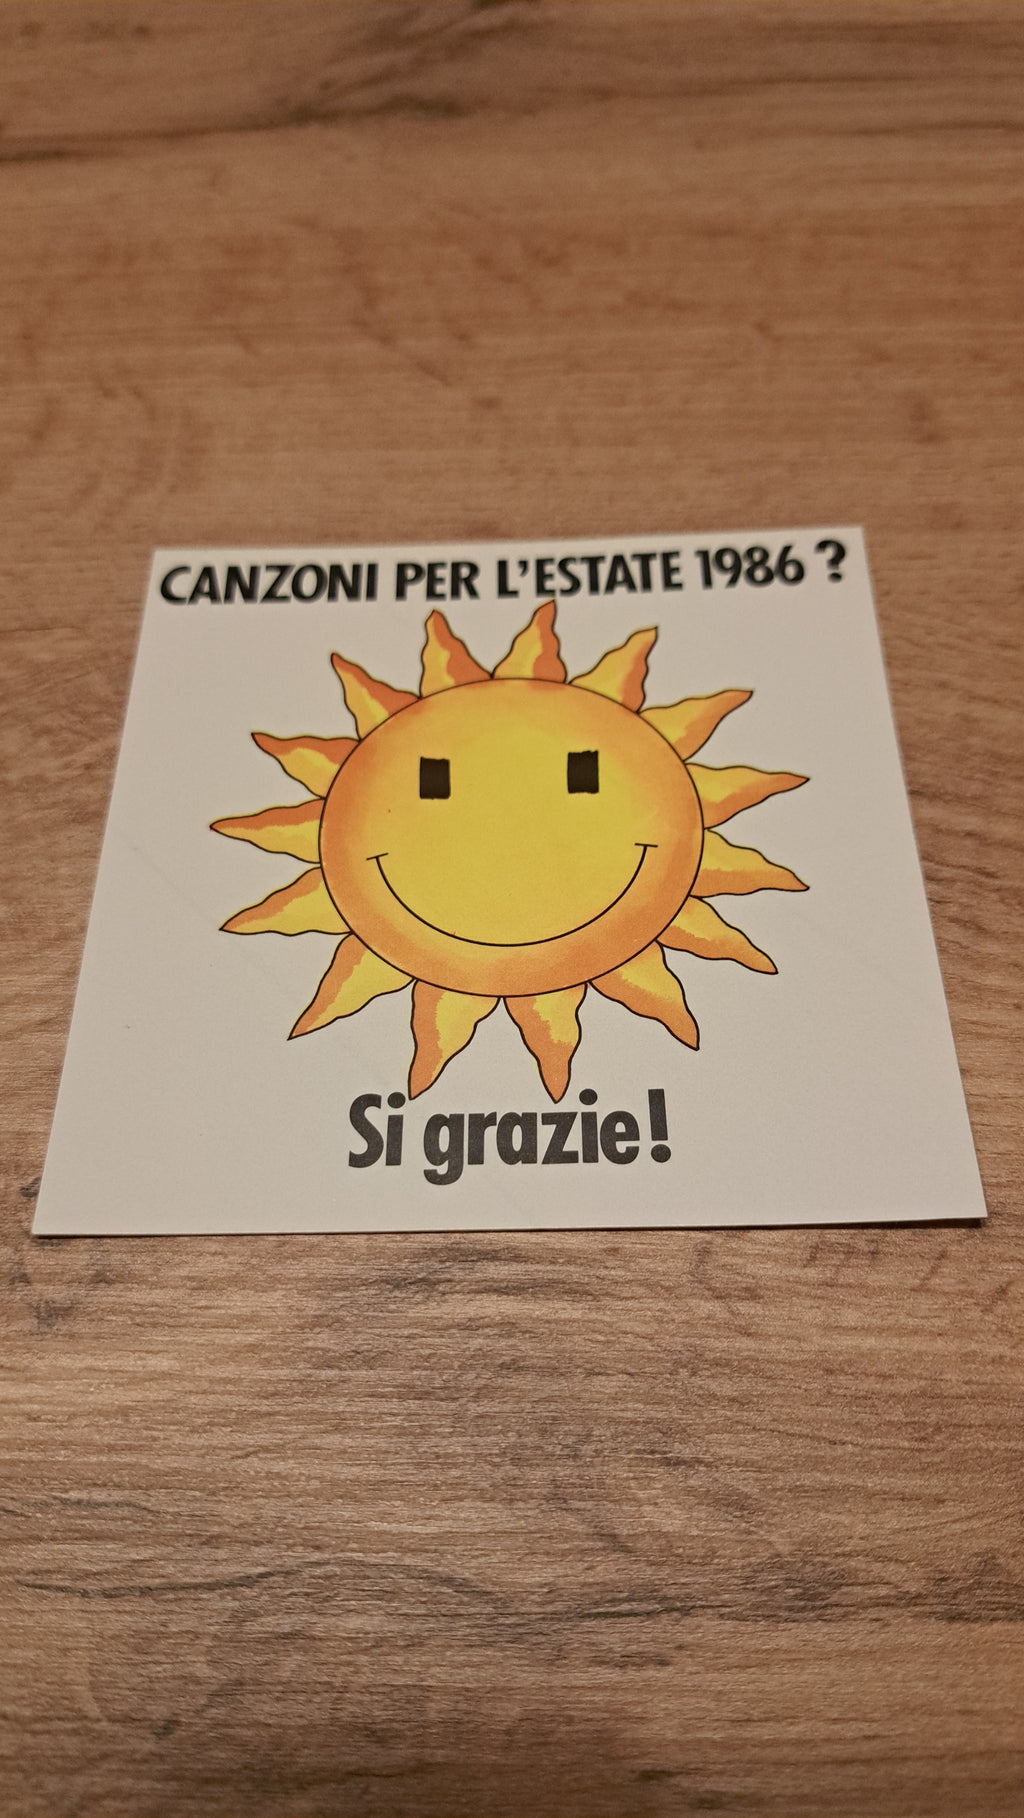 CANZONI PER L'ESTATE 1986 ?
Si grazie!